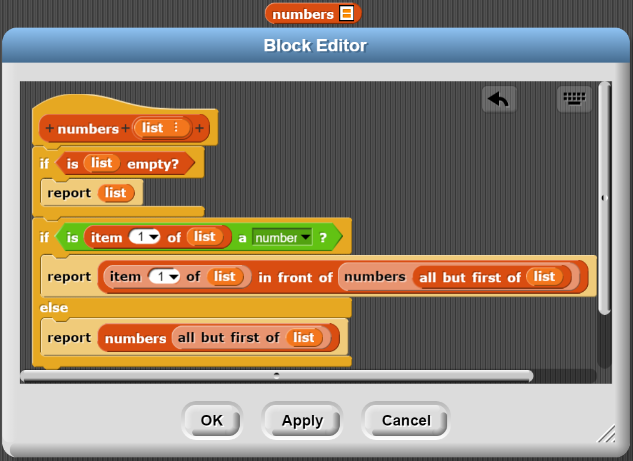 numbers
Block Editor
+ numbers + list ⋮ +
if is list empty?
report list
if is item 1 of list a number ?
report item 1 of list in front of numbers all but first of list
else
report numbers all but first of list
OK Apply Cancel